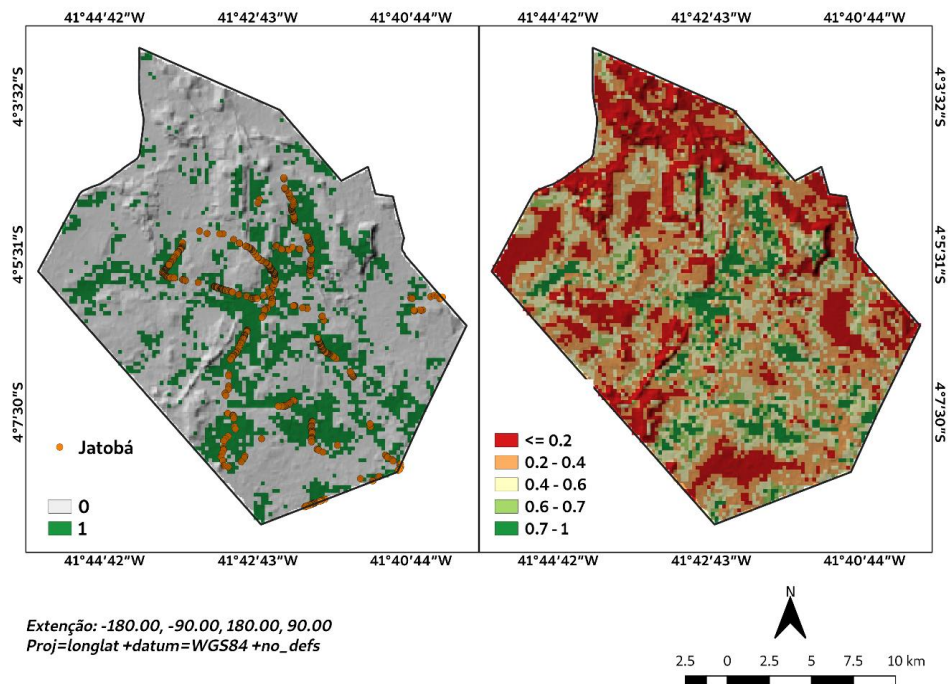 41°44'42"W 41°42'43"W 41°40'44"W 41°44'42"W 41°42'43"W 41°40'44"W
4°3'32"S
4°5'31"S
4°7'30"S
4°3'32"S
4°5'31"S
4°7'30"S
Jatobá
0
1
<= 0.2
0.2 - 0.4
0.4 - 0.6
0.6 - 0.7
0.7 - 1
41°44'42"W 41°42'43"W 41°40'44"W 41°44'42"W 41°42'43"W 41°40'44"W
Extenção: -180.00, -90.00, 180.00, 90.00
Proj=longlat +datum=WGS84 +no_defs
N
2.5 0 2.5 5 7.5 10 km